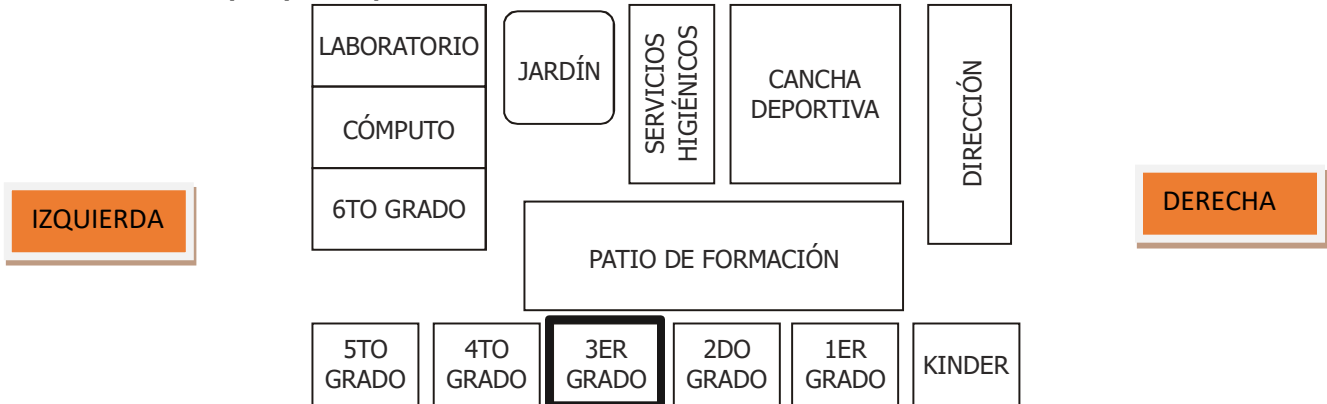 LABORATORIO
JARDÍN
SERVICIOS
HIGIÉNICOS
CANCHA
DEPORTIVA
DIRECCIÓN
CÓMPUTO
6TO GRADO
IZQUIERDA
DERECHA
PATIO DE FORMACIÓN
5TO
GRADO
4TO
GRADO
3ER
GRADO
2DO
GRADO
1ER
GRADO
KINDER